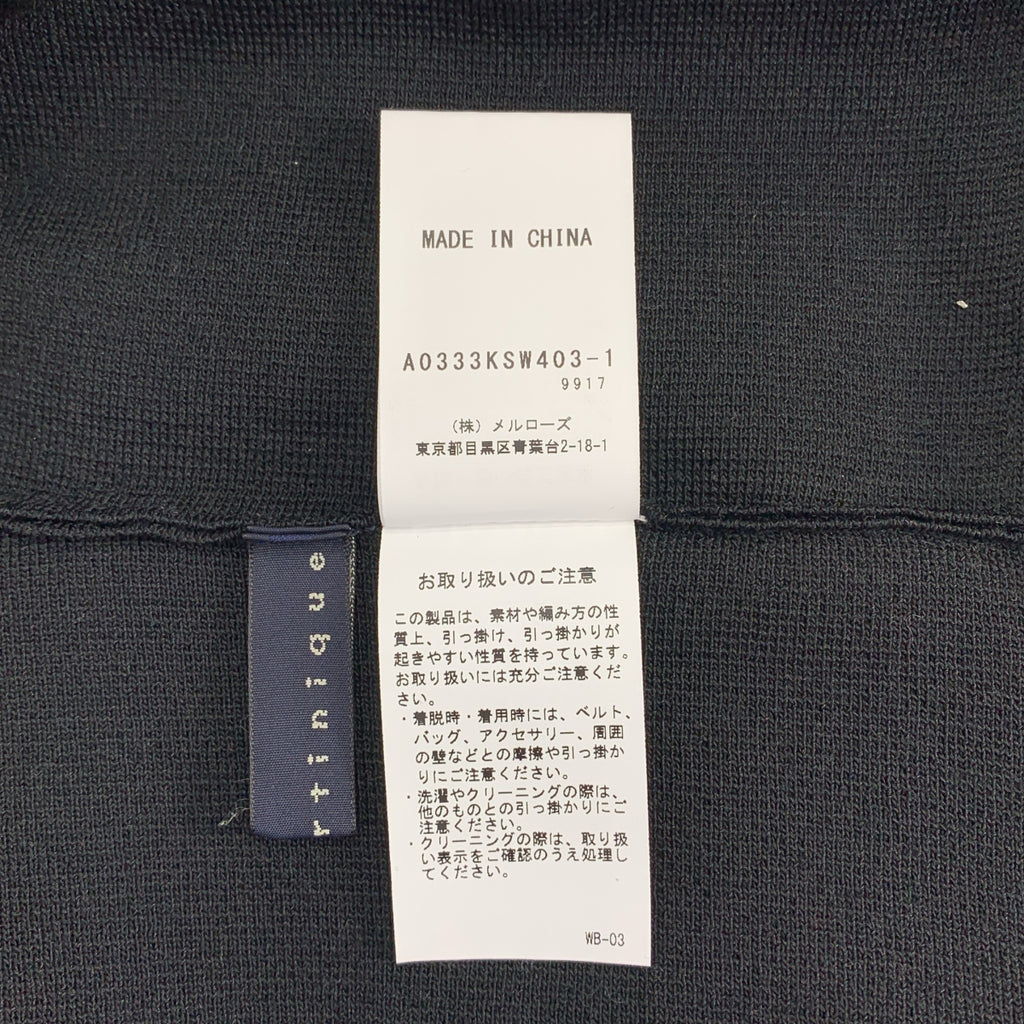 MADE IN CHINA
A0333KSW403-1
9917
(株) メルローズ
東京都目黒区青葉台2-18-1
お取り扱いのご注意
この製品は、素材や編み方の性
質上、引っ掛け、引っ掛かりが
起きやすい性質を持っています。
お取り扱いには充分ご注意くだ
さい。
・着脱時・着用時には、ベルト、
バッグ、アクセサリー、周囲
の壁などとの摩擦や引っ掛か
りにご注意ください。
・洗濯やクリーニングの際は、
他のものとの引っ掛かりにご
注意ください。
・クリーニングの際は、取り扱
い表示をご確認のうえ処理し
てください。
WB-03